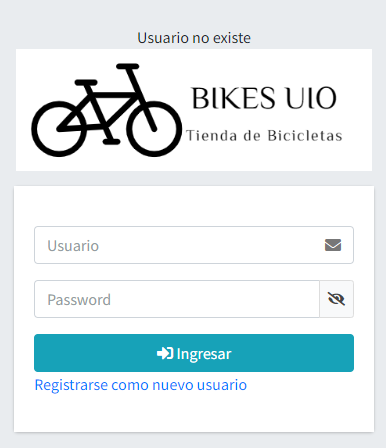 Usuario no existe
BIKES UIO
Tienda de Bicicletas
Usuario
Password
Ingresar
Registrarse como nuevo usuario